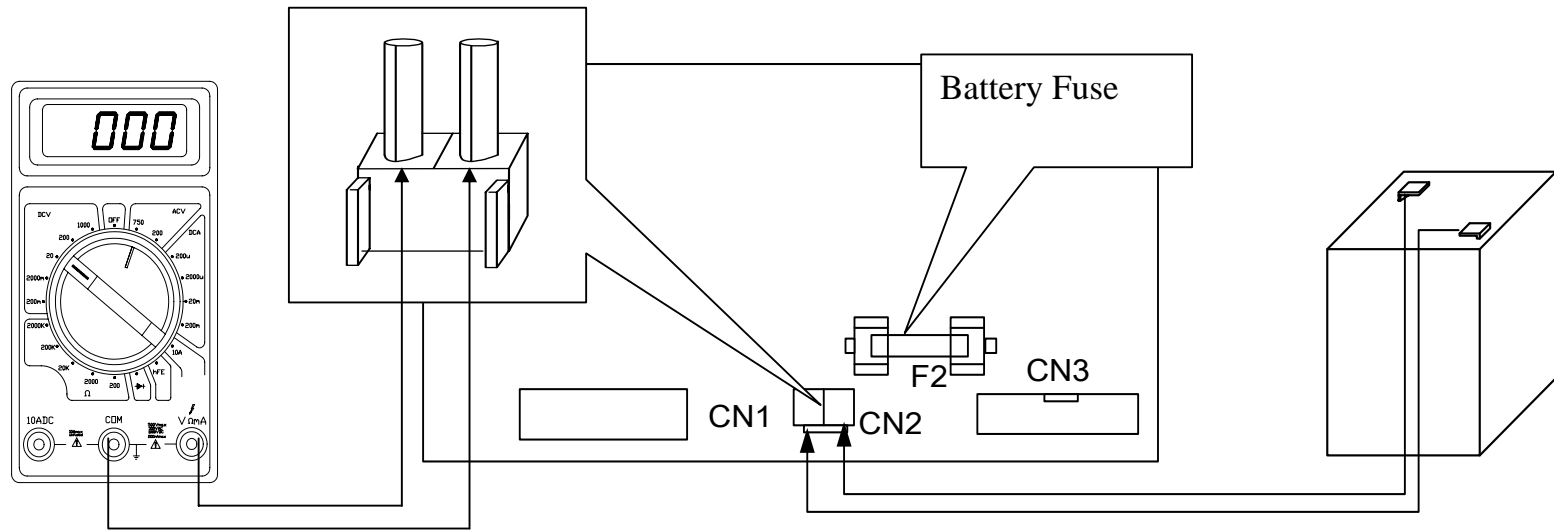 000
DCV
OFF
ACV
1000
750
200
200
DCA
20
200u
2000m
2000u
200m
20m
2000K
200m
200K
10A
20K
hFE
2000
200
Ω
10ADC
COM
VΩmA
Battery Fuse
F2
CN3
CN1
CN2